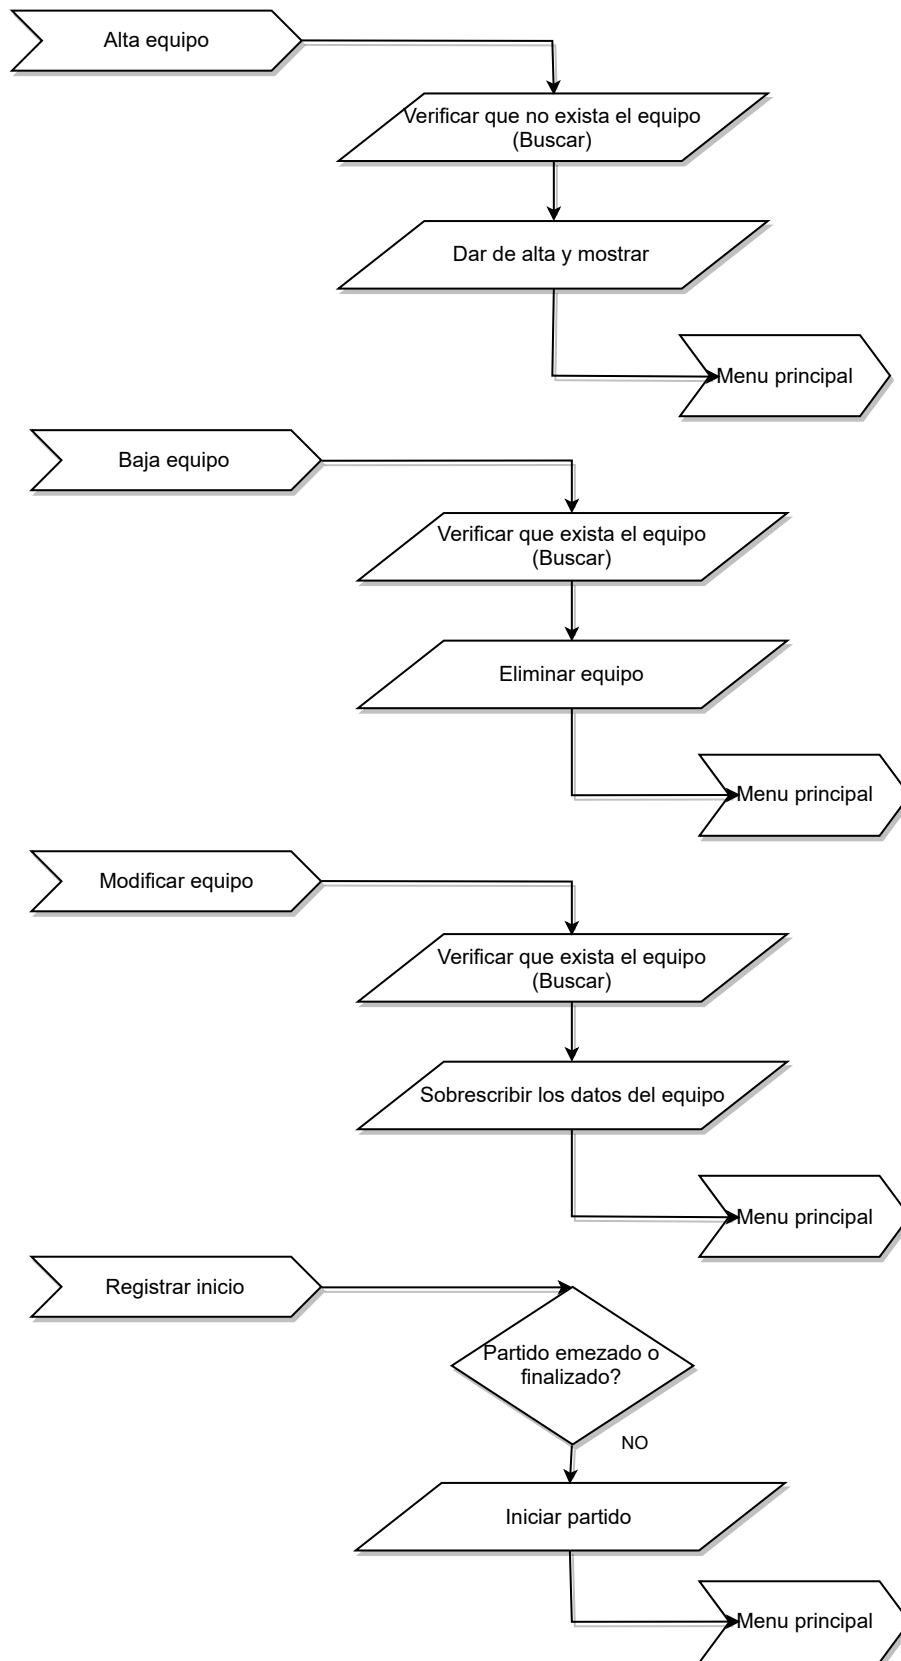 Alta equipo
Verificar que no exista el equipo
(Buscar)
Dar de alta y mostrar
Menu principal
Baja equipo
Verificar que exista el equipo
(Buscar)
Eliminar equipo
Menu principal
Modificar equipo
Verificar que exista el equipo
(Buscar)
Sobrescribir los datos del equipo
Menu principal
Registrar inicio
Partido emezado o
finalizado?
NO
Iniciar partido
Menu principal